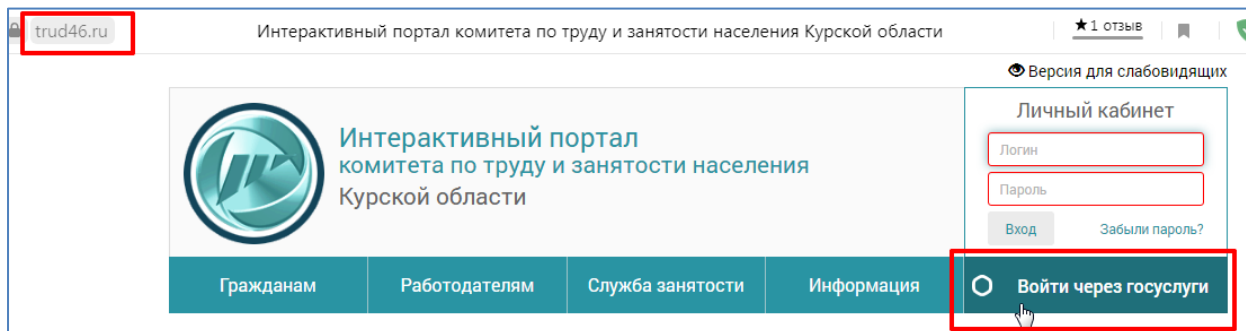 trud46.ru
Интерактивный портал комитета по труду и занятости населения Курской области
★1 отзыв
Версия для слабовидящих
Интерактивный портал
комитета по труду и занятости населения
Курской области
Личный кабинет
Логин
Пароль
Вход
Забыли пароль?
Гражданам
Работодателям
Служба занятости
Информация
Войти через госуслуги